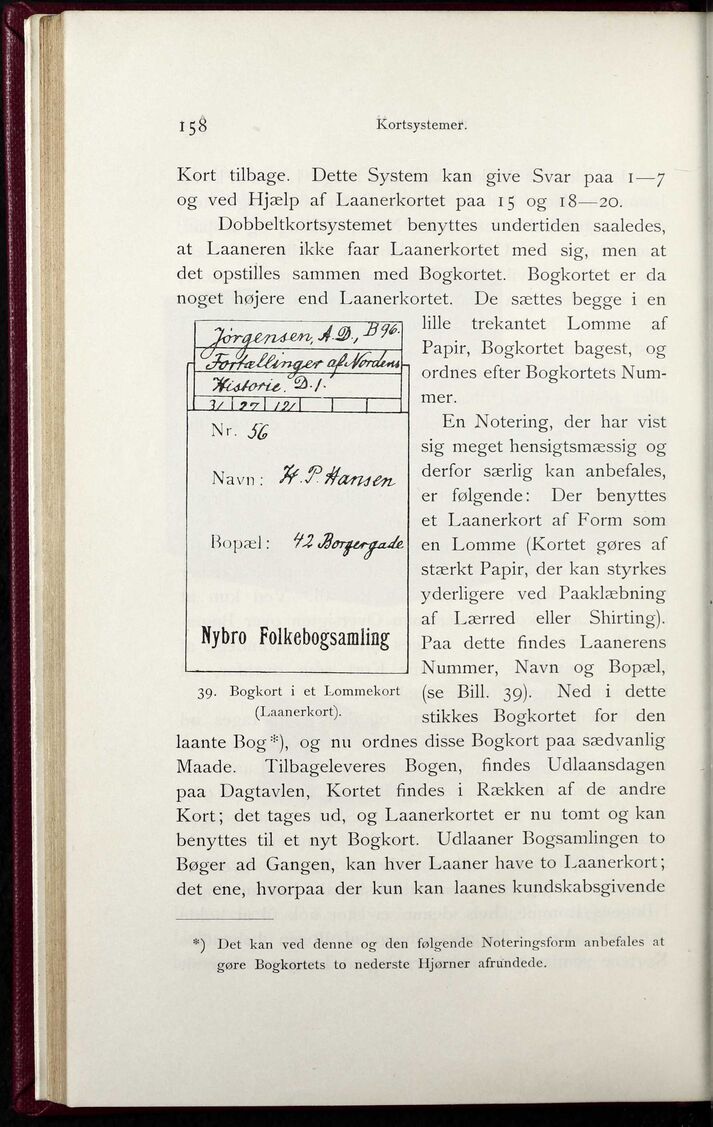 158 Kortsystemer.
Kort tilbage. Dette System kan give Svar paa 1—7
og ved Hjælp af Laanerkortet paa 15 og 18—20.
Dobbeltkortsystemet benyttes undertiden saaledes,
at Laaneren ikke faar Laanerkortet med sig, men at
det opstilles sammen med Bogkortet. Bogkortet er da
noget højere end Laanerkortet. De sættes begge i en
lille trekantet Lomme af
Papir, Bogkortet bagest, og
ordnes efter Bogkortets Num-
mer.
En Notering, der har vist
sig meget hensigtsmæssig og
derfor særlig kan anbefales,
er følgende: Der benyttes
et Laanerkort af Form som
en Lomme (Kortet gøres af
stærkt Papir, der kan styrkes
yderligere ved Paaklæbning
af Lærred eller Shirting).
Paa dette findes Laanerens
Nummer, Navn og Bopæl,
(se Bill. 39). Ned i dette
stikkes Bogkortet for den
Jörgensen, A. D., B 96.
Fortællinger af Nordens
Historie. D. 1.
3/ 27 12/
Nr. 56
Navn: H. P. Hansen
Bopæl: 42 Borgergade
Nybro Folkebogsamling
39. Bogkort i et Lommekort
(Laanerkort).
laante Bog*), og nu ordnes disse Bogkort paa sædvanlig
Maade. Tilbageleveres Bogen, findes Udlaansdagen
paa Dagtavlen, Kortet findes i Rækken af de andre
Kort; det tages ud, og Laanerkortet er nu tomt og kan
benyttes til et nyt Bogkort. Udlaaner Bogsamlingen to
Bøger ad Gangen, kan hver Laaner have to Laanerkort;
det ene, hvorpaa der kun kan laanes kundskabsgivende
*) Det kan ved denne og den følgende Noteringsform anbefales at
gøre Bogkortets to nederste Hjørner afrundede.